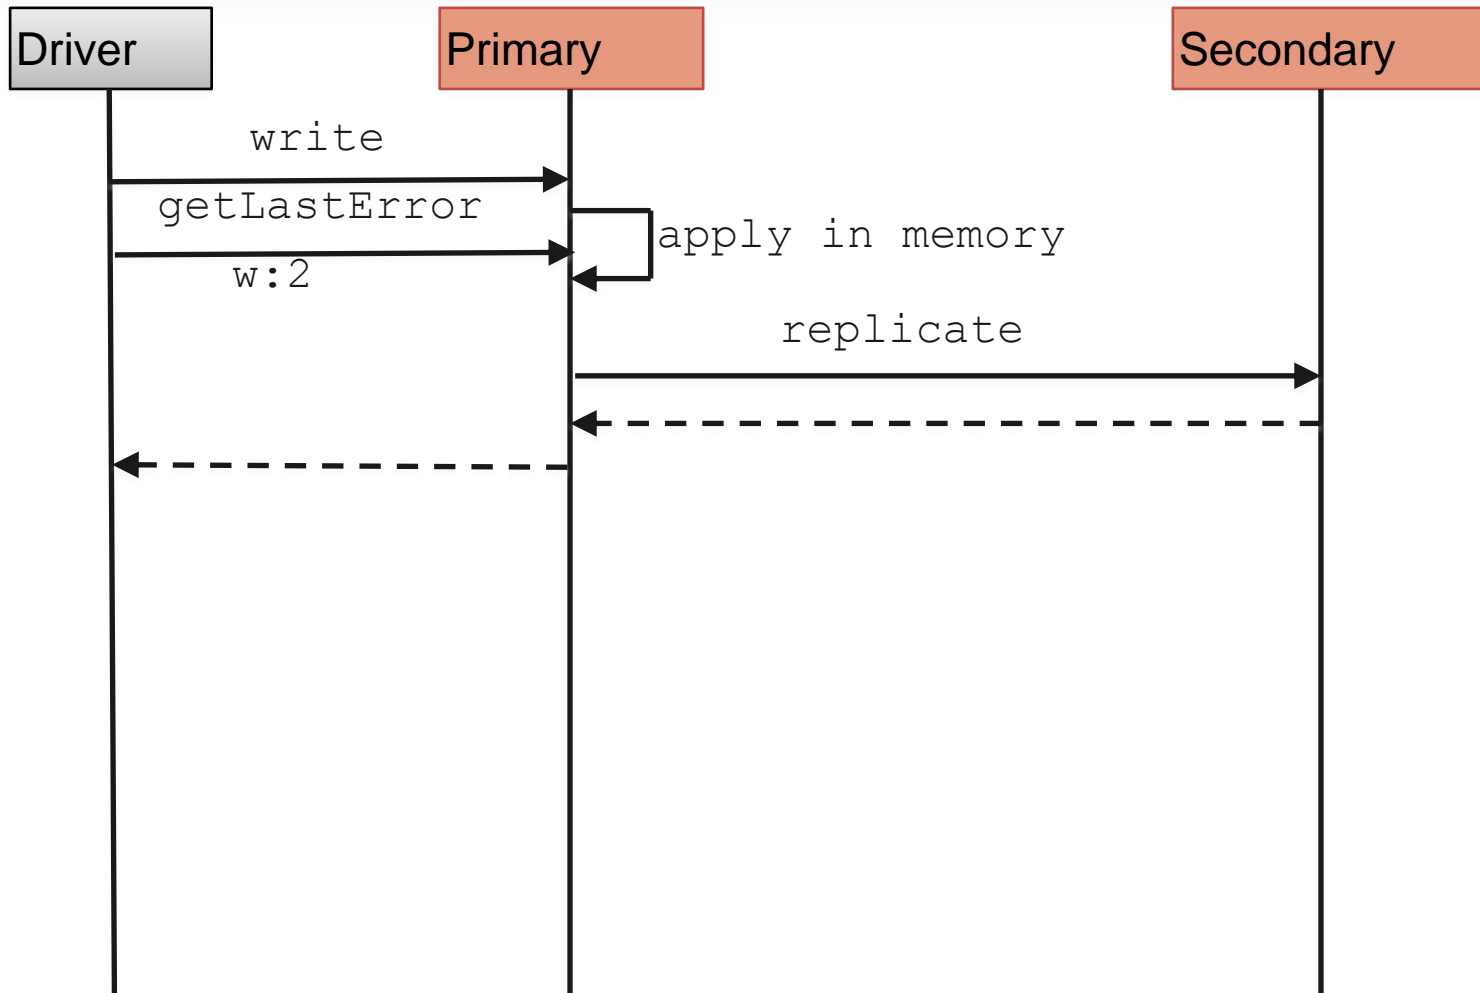 Driver
Primary
Secondary
write
getLastError
w:2
apply in memory
replicate